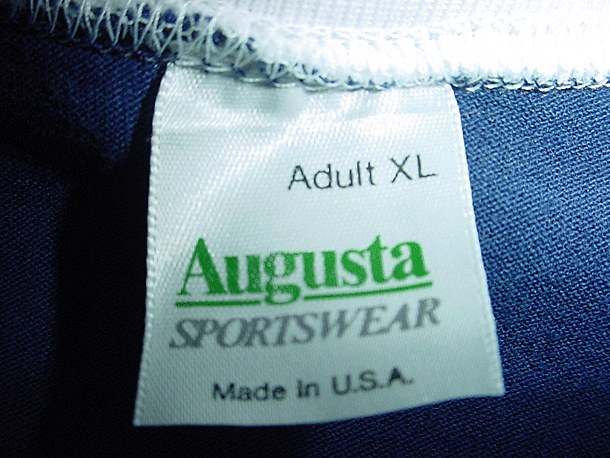 Adult XL
Augusta
SPORTSWEAR
Made in U.S.A.